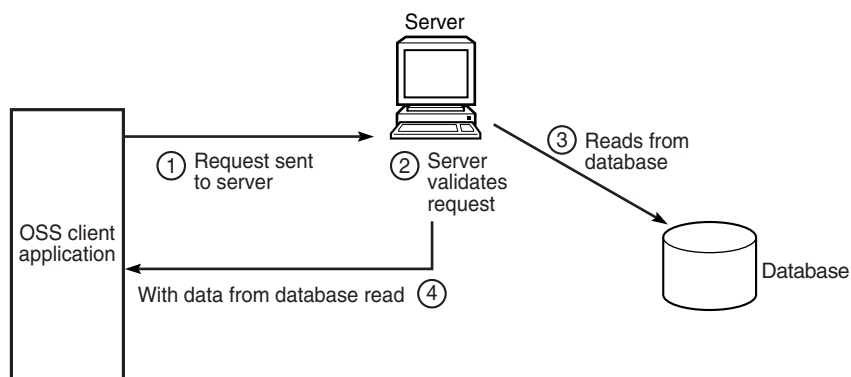 Server
① Request sent
to server
② Server
validates
request
③ Reads from
database
OSS client
application
With data from database read ④
Database